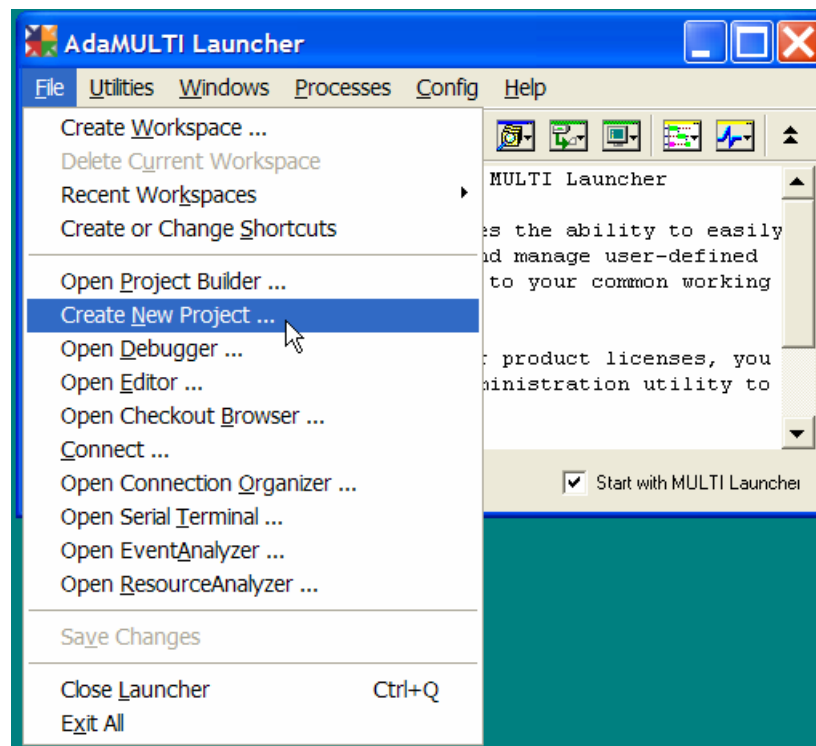 AdaMULTI Launcher
File Utilities Windows Processes Config Help
Create Workspace ...
Delete Current Workspace
Recent Workspaces
Create or Change Shortcuts
Open Project Builder ...
Create New Project ...
Open Debugger ...
Open Editor ...
Open Checkout Browser ...
Connect ...
Open Connection Organizer ...
Open Serial Terminal ...
Open EventAnalyzer ...
Open ResourceAnalyzer ...
Save Changes
Close Launcher Ctrl+Q
Exit All
MULTI Launcher
the ability to easily
manage user-defined
to your common working
product licenses, you
utility to
Start with MULTI Launcher